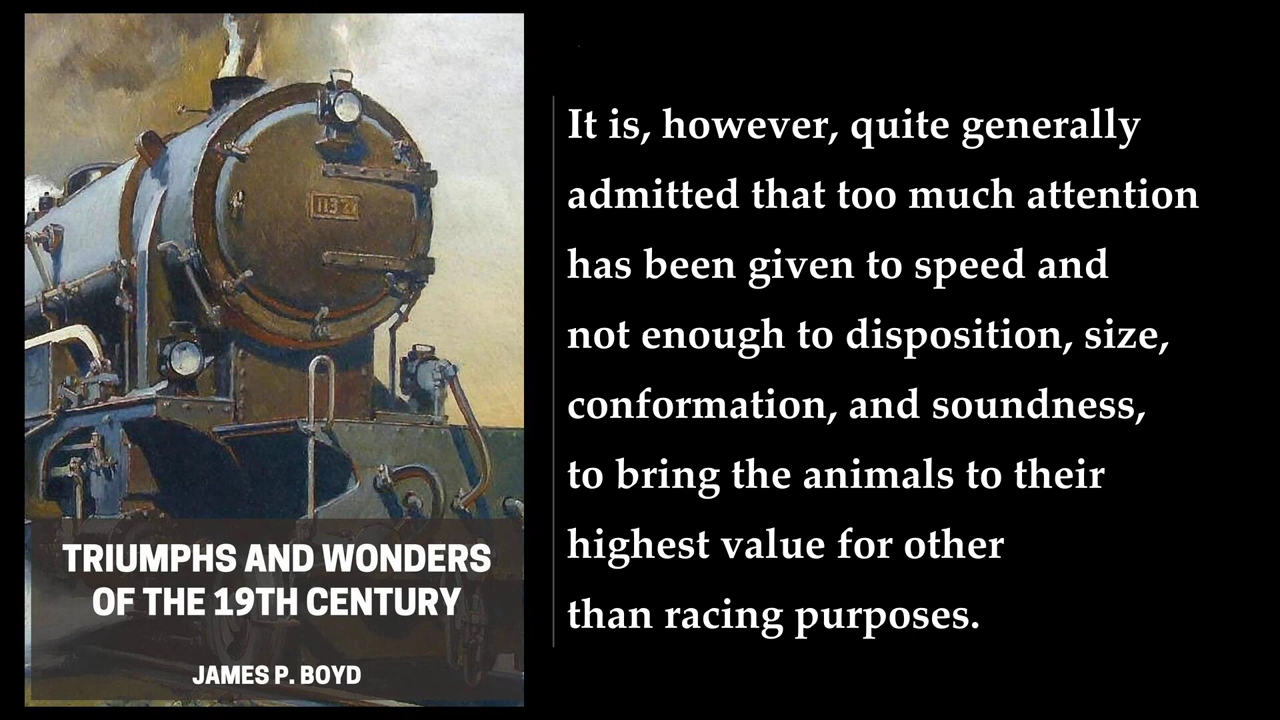 TRIUMPHS AND WONDERS
OF THE 19TH CENTURY
JAMES P. BOYD
It is, however, quite generally
admitted that too much attention
has been given to speed and
not enough to disposition, size,
conformation, and soundness,
to bring the animals to their
highest value for other
than racing purposes.